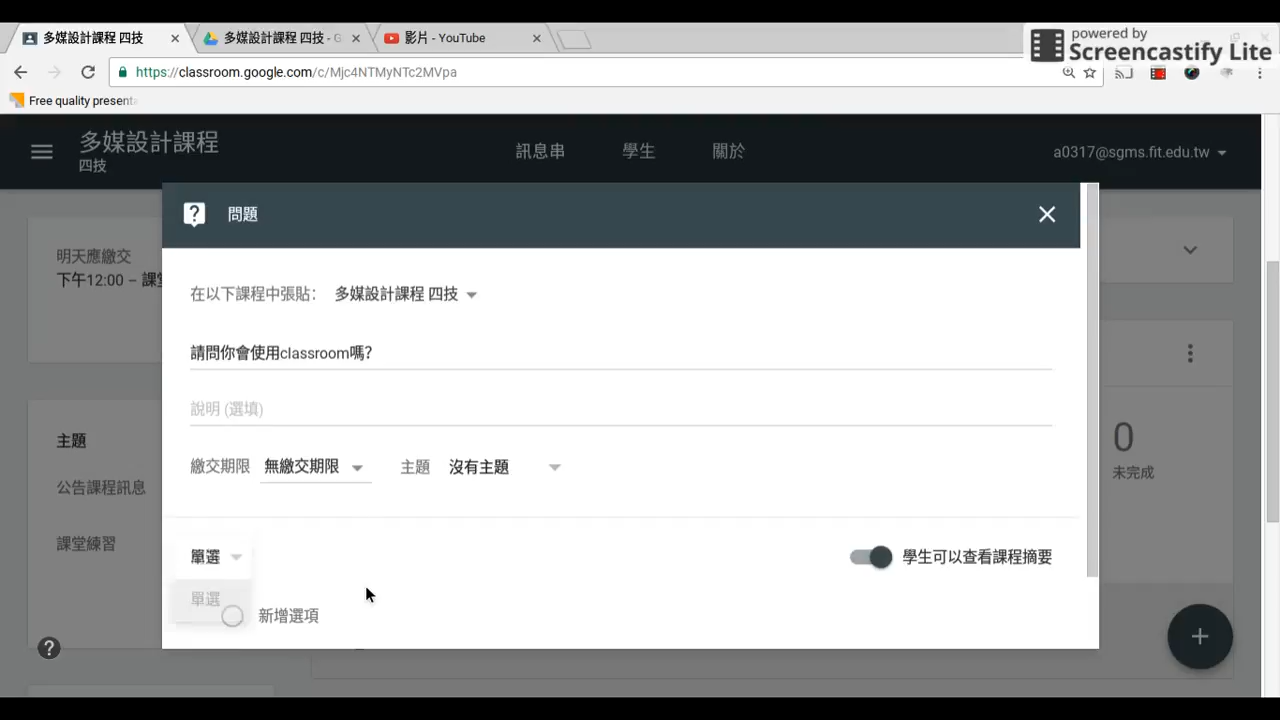 多媒設計課程 四技
多媒設計課程 四技 - G
影片 - YouTube
powered by
Screencastify Lite
https://classroom.google.com/c/Mjc4NTMyNTc2MVpa
Free quality present
多媒設計課程
四技
訊息串
學生
關於
a0317@sgms.fit.edu.tw
問題
明天應繳交
下午12:00 – 課堂
在以下課程中張貼：
多媒設計課程 四技
請問你會使用classroom嗎?
說明 (選填)
主題
公告課程訊息
課堂練習
0
未完成
繳交期限
無繳交期限
主題
沒有主題
單選
學生可以查看課程摘要
單選
新增選項